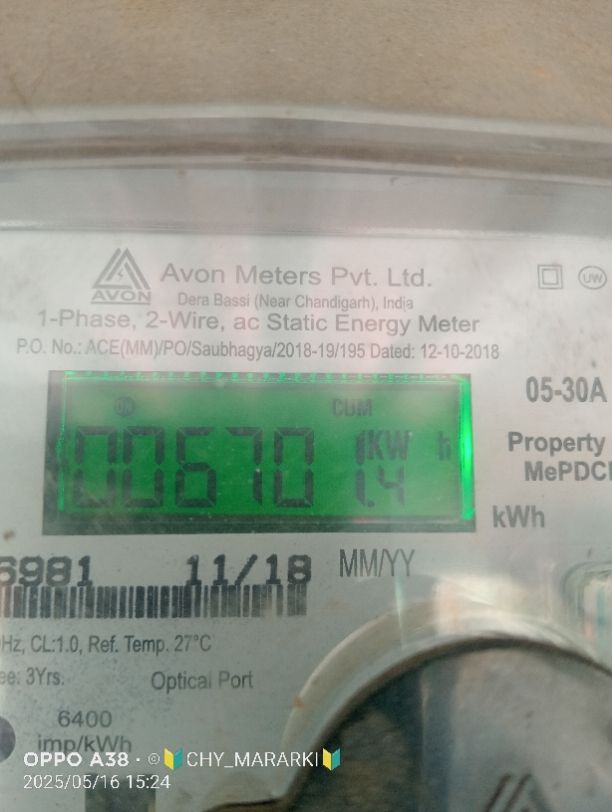 Avon Meters Pvt. Ltd.
AVON
Dera Bassi (Near Chandigarh), India
1-Phase, 2-Wire, ac Static Energy Meter
P.O. No.: ACE(MM)/PO/Saubhagya/2018-19/195 Dated: 12-10-2018
UW
05-30A
CUM
00670 KW h
1.4
Property
MePDC
kWh
6981 11/18 MM/YY
Hz, CL:1.0, Ref. Temp. 27°C
ee: 3Yrs. Optical Port
6400
imp/kWh
OPPO A38 · ©🔰CHY_MARARKI🔰
2025/05/16 15:24